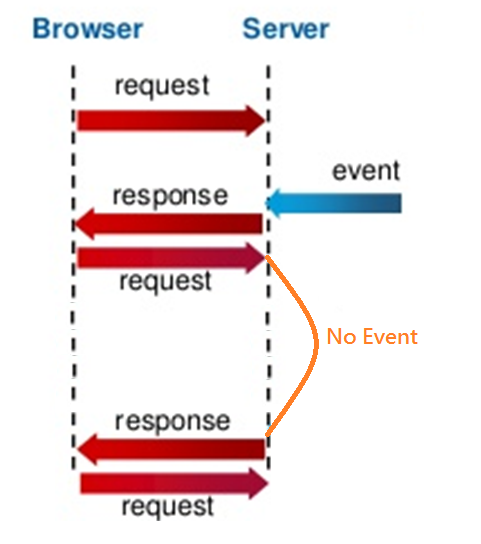 Browser Server
request
event
response
request
No Event
response
request